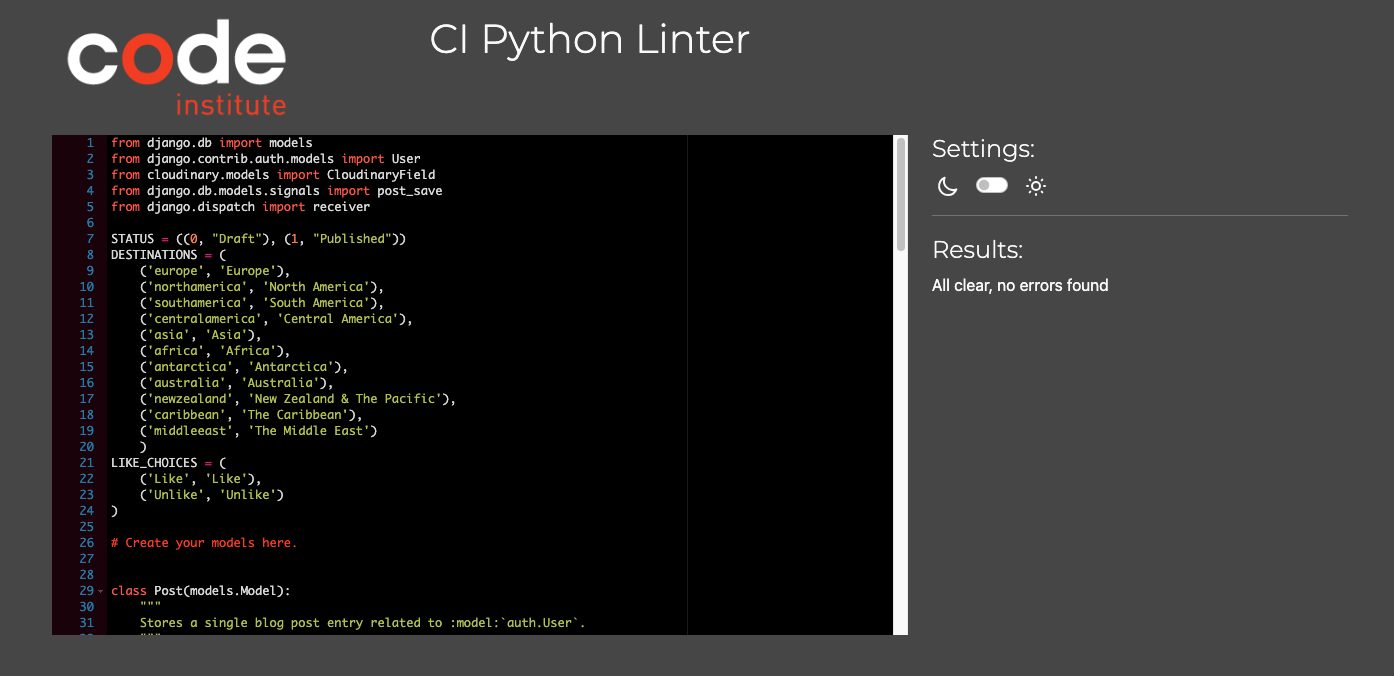 code
institute
CI Python Linter
1 from django.db import models
2 from django.contrib.auth.models import User
3 from cloudinary.models import CloudinaryField
4 from django.db.models.signals import post_save
5 from django.dispatch import receiver
6
7 STATUS = ((0, "Draft"), (1, "Published"))
8 DESTINATIONS = (
9     ('europe', 'Europe'),
10     ('northamerica', 'North America'),
11     ('southamerica', 'South America'),
12     ('centralamerica', 'Central America'),
13     ('asia', 'Asia'),
14     ('africa', 'Africa'),
15     ('antarctica', 'Antarctica'),
16     ('australia', 'Australia'),
17     ('newzealand', 'New Zealand & The Pacific'),
18     ('caribbean', 'The Caribbean'),
19     ('middleeast', 'The Middle East')
20     )
21 LIKE_CHOICES = (
22     ('Like', 'Like'),
23     ('Unlike', 'Unlike')
24 )
25
26 # Create your models here.
27
28
29 class Post(models.Model):
30     """
31     Stores a single blog post entry related to :model:`auth.User`.
Settings:
Results:
All clear, no errors found